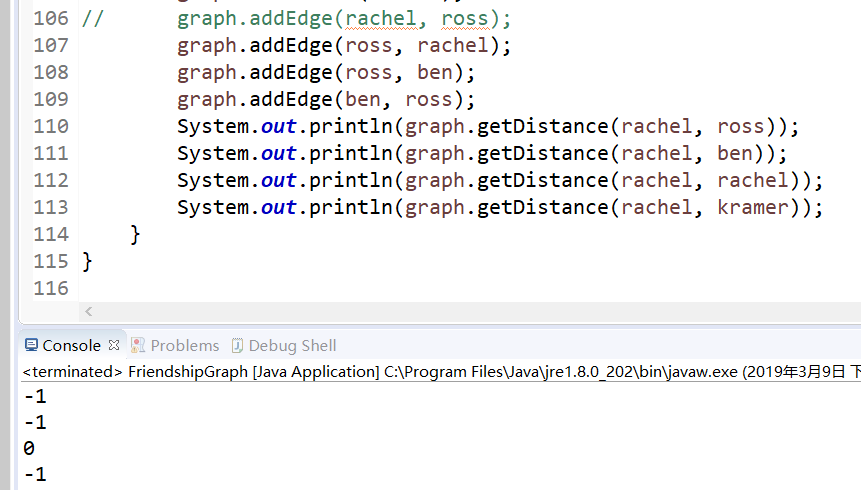 106 //      graph.addEdge(rachel, ross);
107         graph.addEdge(ross, rachel);
108         graph.addEdge(ross, ben);
109         graph.addEdge(ben, ross);
110         System.out.println(graph.getDistance(rachel, ross));
111         System.out.println(graph.getDistance(rachel, ben));
112         System.out.println(graph.getDistance(rachel, rachel));
113         System.out.println(graph.getDistance(rachel, kramer));
114     }
115 }
116
Console Problems Debug Shell
<terminated> FriendshipGraph [Java Application] C:\Program Files\Java\jre1.8.0_202\bin\javaw.exe (2019年3月9日 下
-1
-1
0
-1